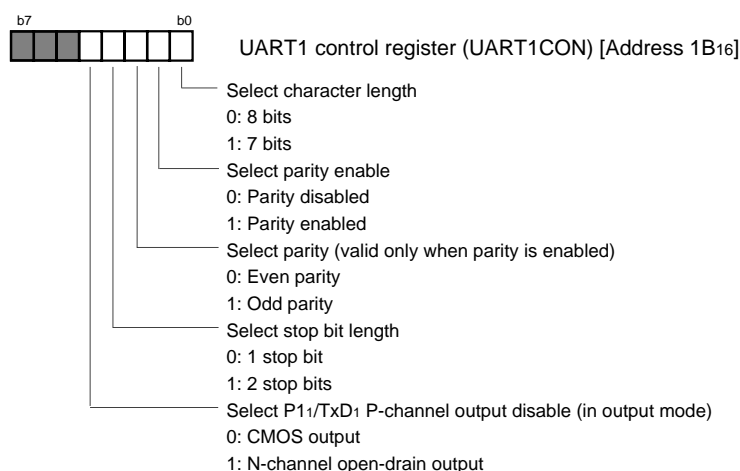 b7 b0
UART1 control register (UART1CON) [Address 1B16]
Select character length
0: 8 bits
1: 7 bits
Select parity enable
0: Parity disabled
1: Parity enabled
Select parity (valid only when parity is enabled)
0: Even parity
1: Odd parity
Select stop bit length
0: 1 stop bit
1: 2 stop bits
Select P11/TxD1 P-channel output disable (in output mode)
0: CMOS output
1: N-channel open-drain output